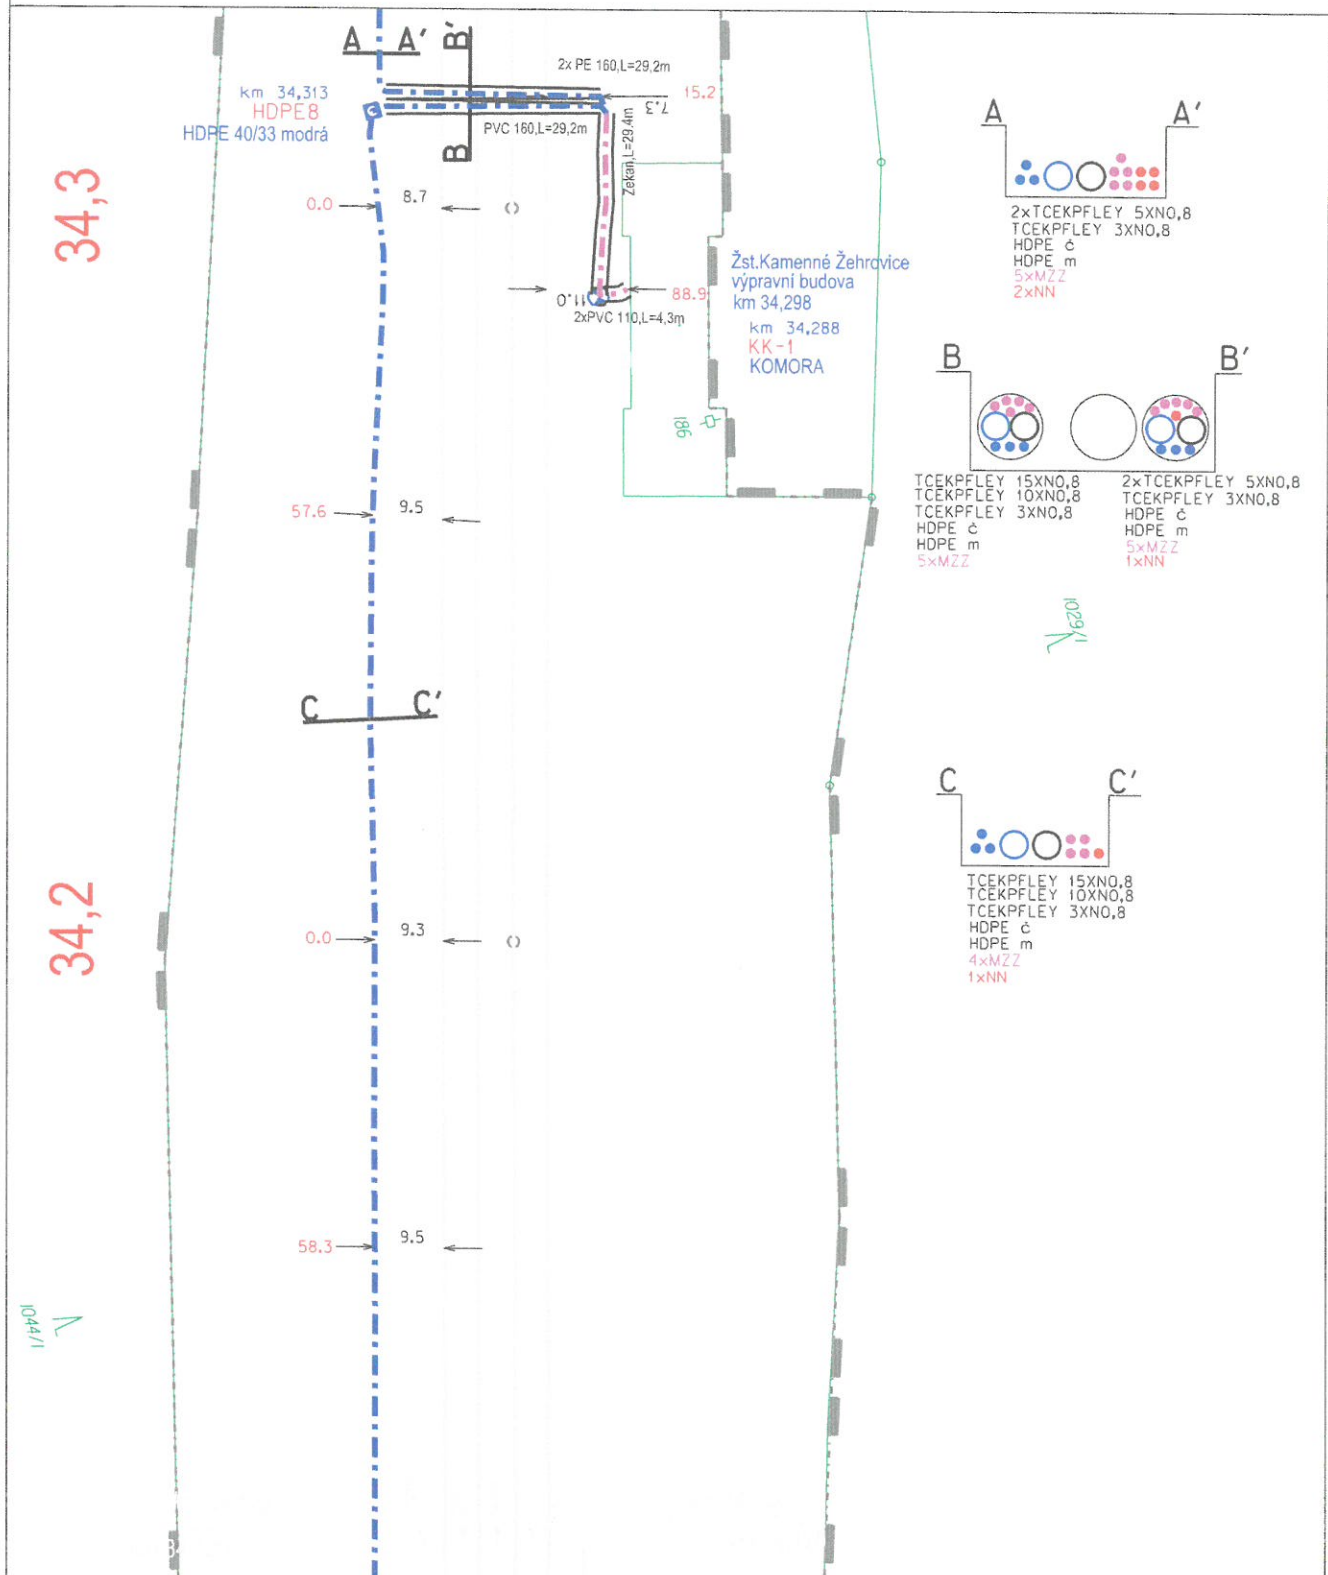 A A'
B'
B
2x PE 160,L=29,2m
km 34,313
HDPE8
HDPE 40/33 modrá
15.2
7.3
PVC 160,L=29,2m
Zekan,L=29,4m
34,3
0.0
8.7
Žst.Kamenné Žehrovice
výpravní budova
km 34,298
km 34,288
KK-1
KOMORA
11.0
88.9
2xPVC 110,L=4,3m
186
57.6
9.5
C C'
34,2
0.0
9.3
58.3
9.5
1044/1
A A'
2xTCEKPFLEY 5XN0,8
TCEKPFLEY 3XN0,8
HDPE č
HDPE m
5xMZZ
2xNN
B B'
TCEKPFLEY 15XN0,8
TCEKPFLEY 10XN0,8
TCEKPFLEY 3XN0,8
HDPE č
HDPE m
5xMZZ
2xTCEKPFLEY 5XN0,8
TCEKPFLEY 3XN0,8
HDPE č
HDPE m
5xMZZ
1xNN
1029/1
C C'
TCEKPFLEY 15XN0,8
TCEKPFLEY 10XN0,8
TCEKPFLEY 3XN0,8
HDPE č
HDPE m
4xMZZ
1xNN